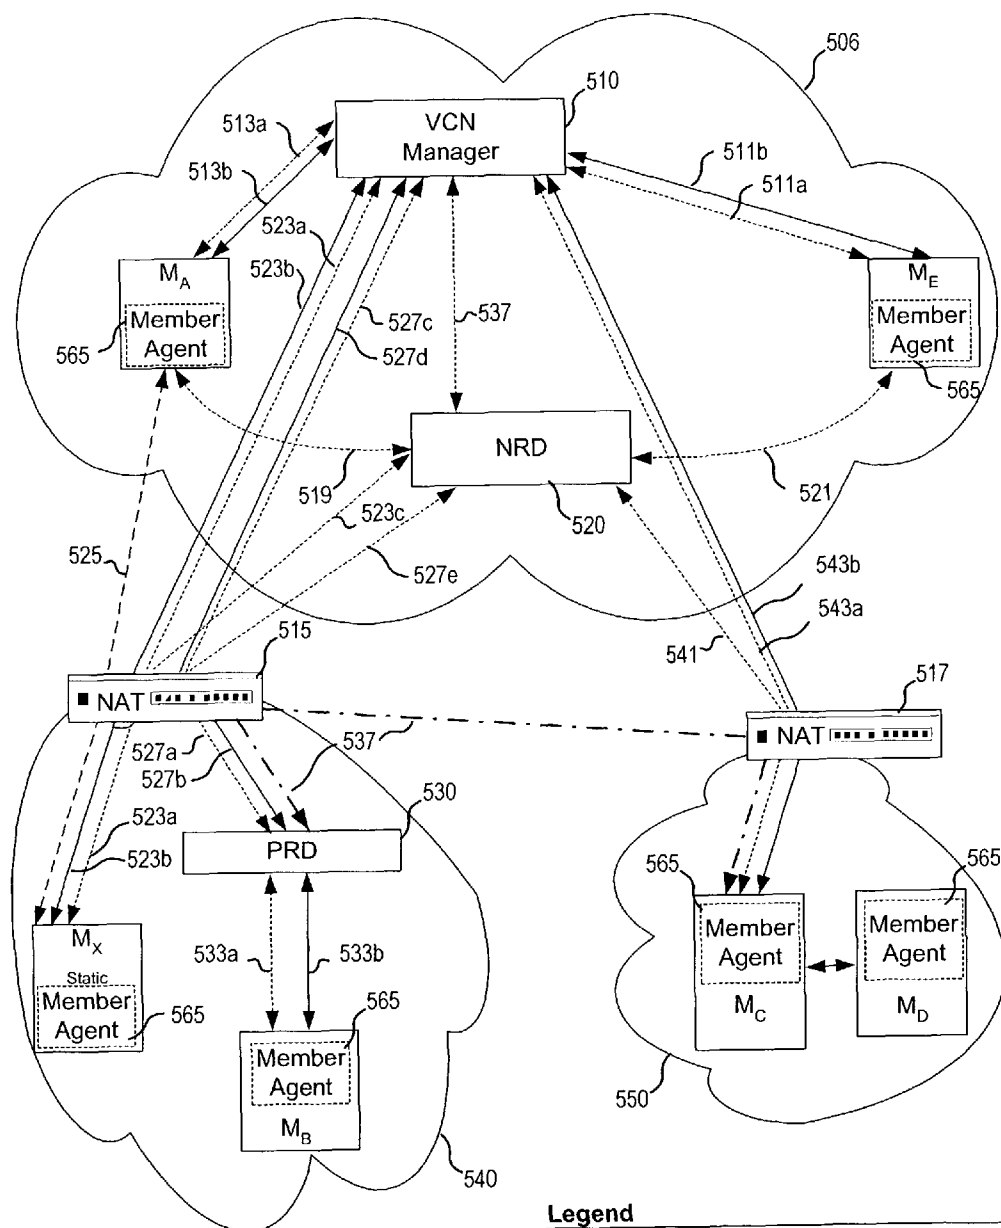 506
510
VCN
Manager
513a
513b
511b
511a
523a
523b
M_A
M_E
Member
Agent
565
527c
527d
537
Member
Agent
565
NRD
519
521
523c
520
525
527e
543b
543a
515
541
517
NAT
537
NAT
527a
527b
530
PRD
523a
523b
565
565
Member
Agent
Member
Agent
M_X
Static
Member
Agent
565
533a
533b
565
M_C
M_D
Member
Agent
M_B
550
540
Legend